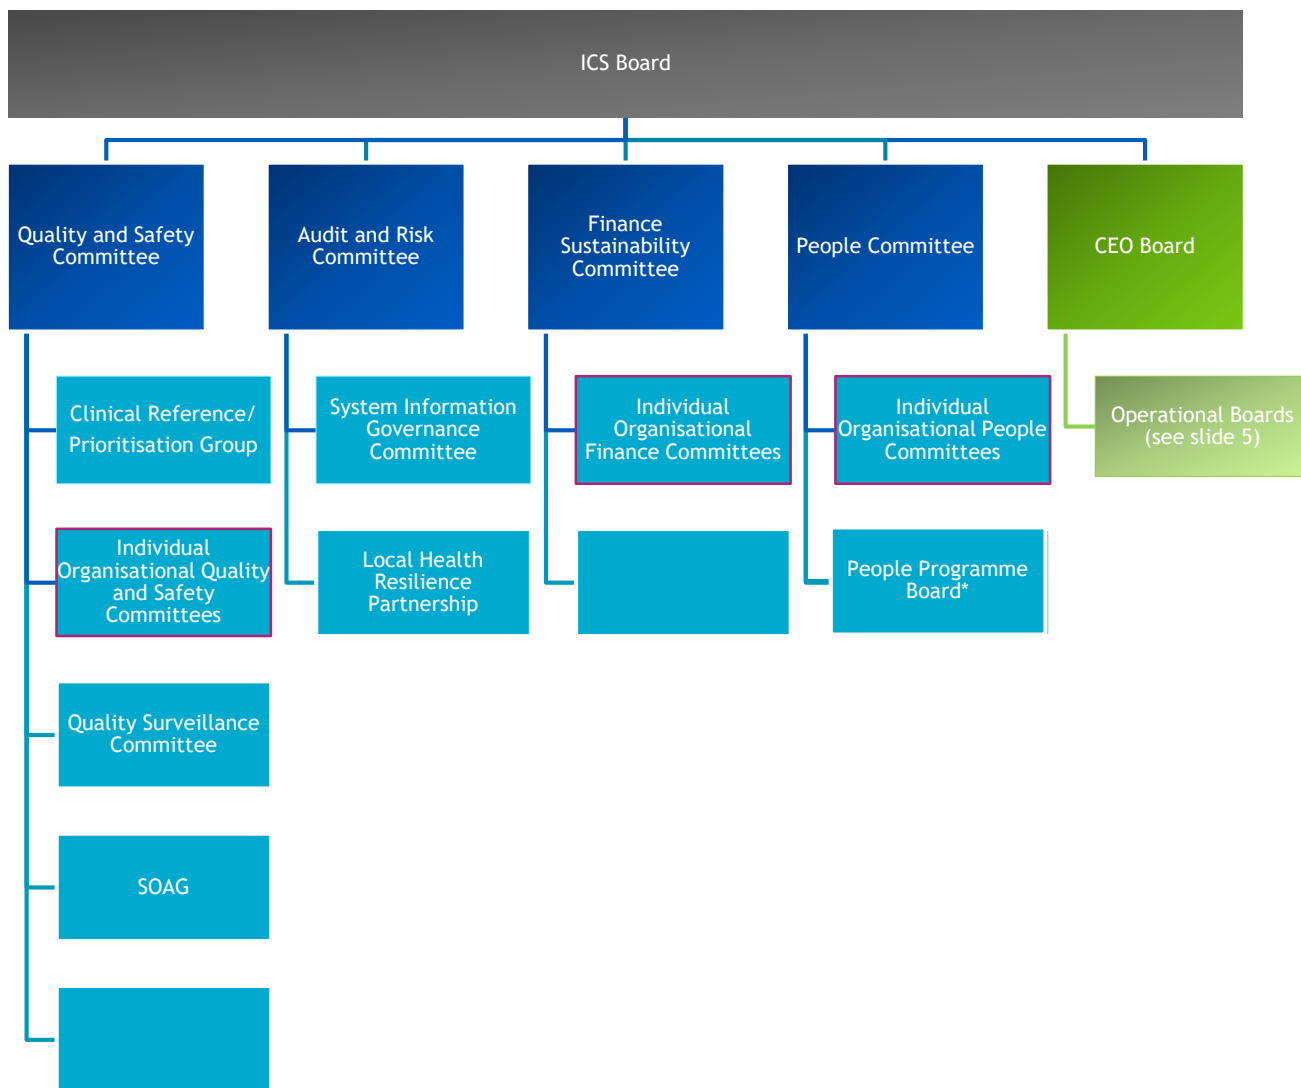 ICS Board
Quality and Safety
Committee
Audit and Risk
Committee
Finance
Sustainability
Committee
People Committee
CEO Board
Clinical Reference/
Prioritisation Group
System Information
Governance
Committee
Individual
Organisational
Finance Committees
Individual
Organisational People
Committees
Operational Boards
(see slide 5)
Individual
Organisational Quality
and Safety
Committees
Local Health
Resilience
Partnership
People Programme
Board*
Quality Surveillance
Committee
SOAG